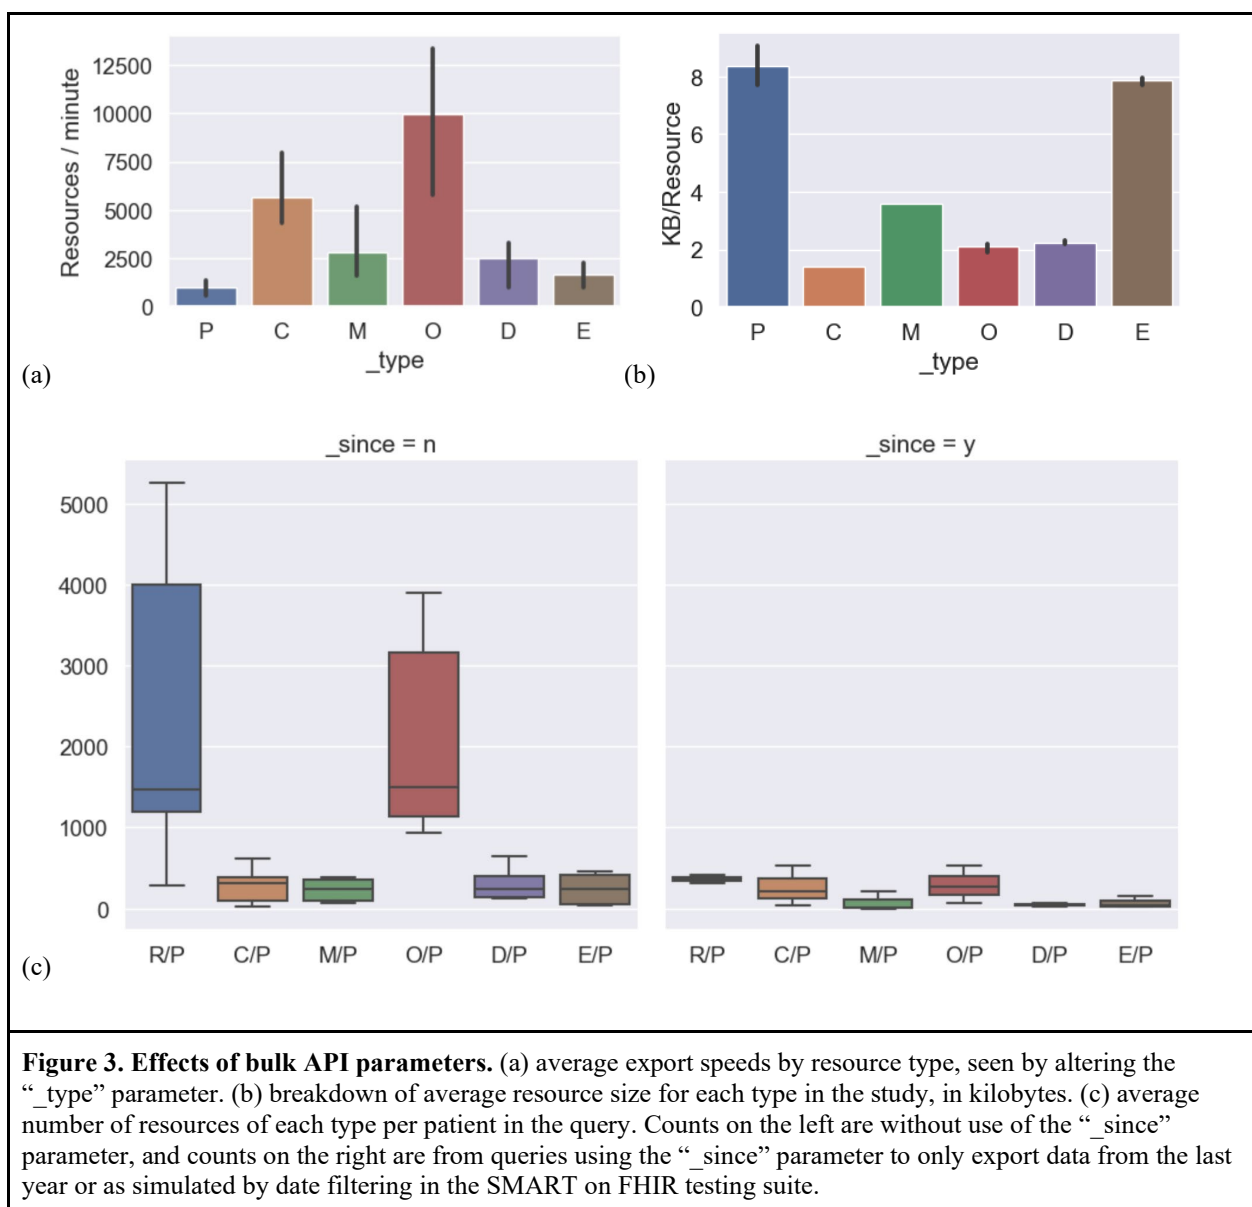 Resources / minute
12500
10000
7500
5000
2500
0
P C M O D E
_type
(a)
KB/Resource
8
6
4
2
0
P C M O D E
_type
(b)
_since = n
_since = y
5000
4000
3000
2000
1000
0
R/P C/P M/P O/P D/P E/P
R/P C/P M/P O/P D/P E/P
(c)
Figure 3. Effects of bulk API parameters. (a) average export speeds by resource type, seen by altering the
“_type” parameter. (b) breakdown of average resource size for each type in the study, in kilobytes. (c) average
number of resources of each type per patient in the query. Counts on the left are without use of the “_since”
parameter, and counts on the right are from queries using the “_since” parameter to only export data from the last
year or as simulated by date filtering in the SMART on FHIR testing suite.